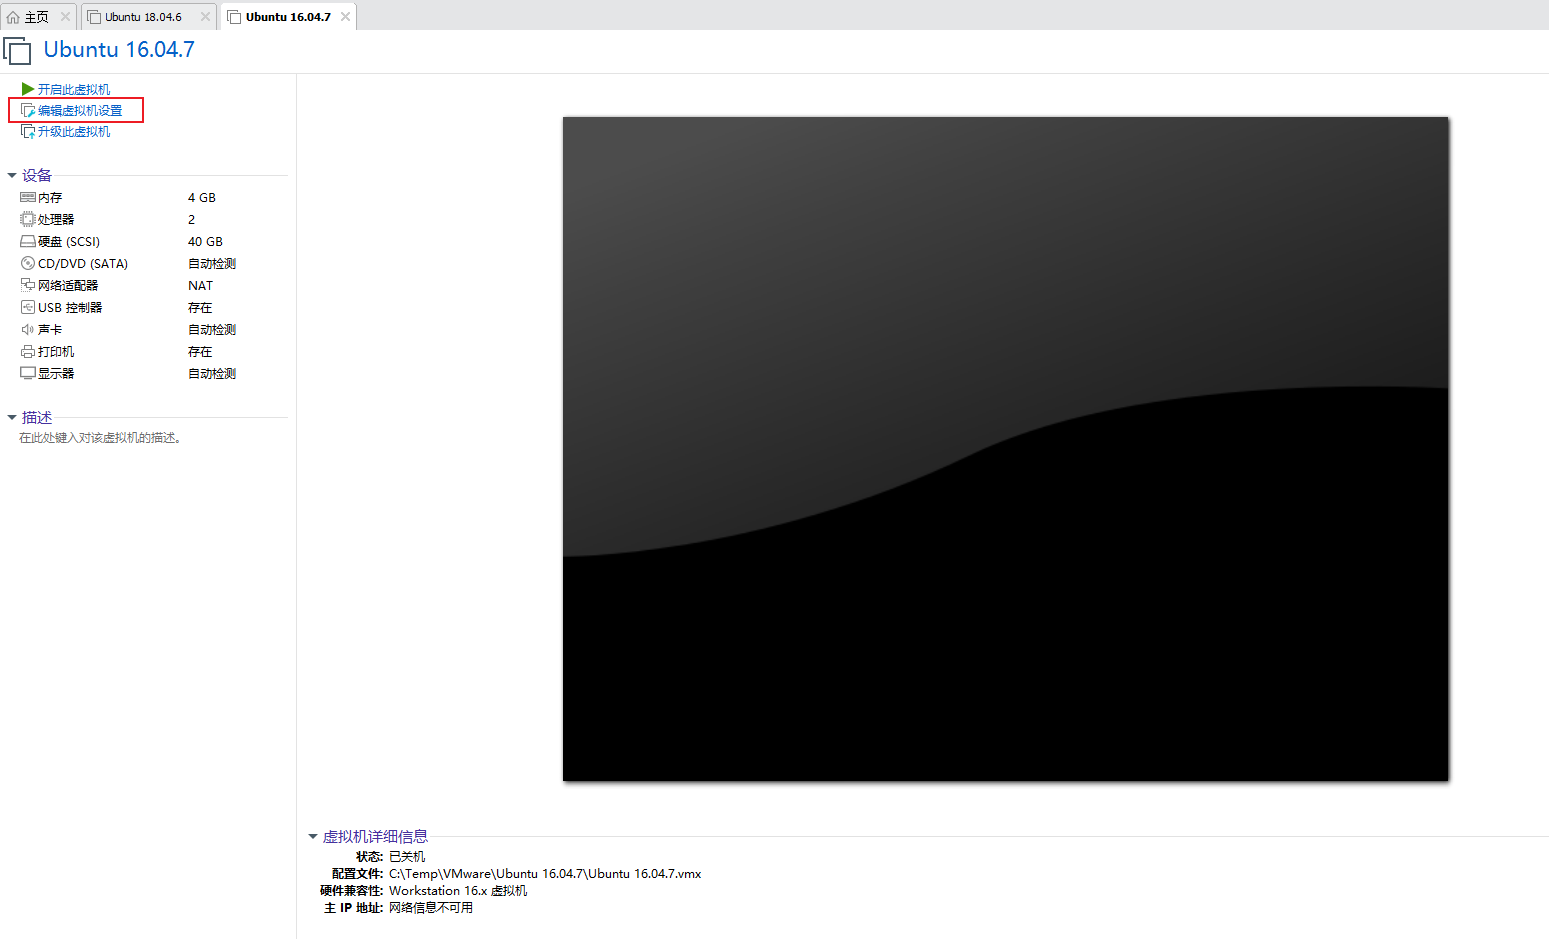 主页
Ubuntu 18.04.6
Ubuntu 16.04.7
Ubuntu 16.04.7
开启此虚拟机
编辑虚拟机设置
升级此虚拟机
设备
内存 4 GB
处理器 2
硬盘 (SCSI) 40 GB
CD/DVD (SATA) 自动检测
网络适配器 NAT
USB 控制器 存在
声卡 自动检测
打印机 存在
显示器 自动检测
描述
在此处键入对该虚拟机的描述。
虚拟机详细信息
状态: 已关机
配置文件: C:\Temp\VMware\Ubuntu 16.04.7\Ubuntu 16.04.7.vmx
硬件兼容性: Workstation 16.x 虚拟机
主 IP 地址: 网络信息不可用